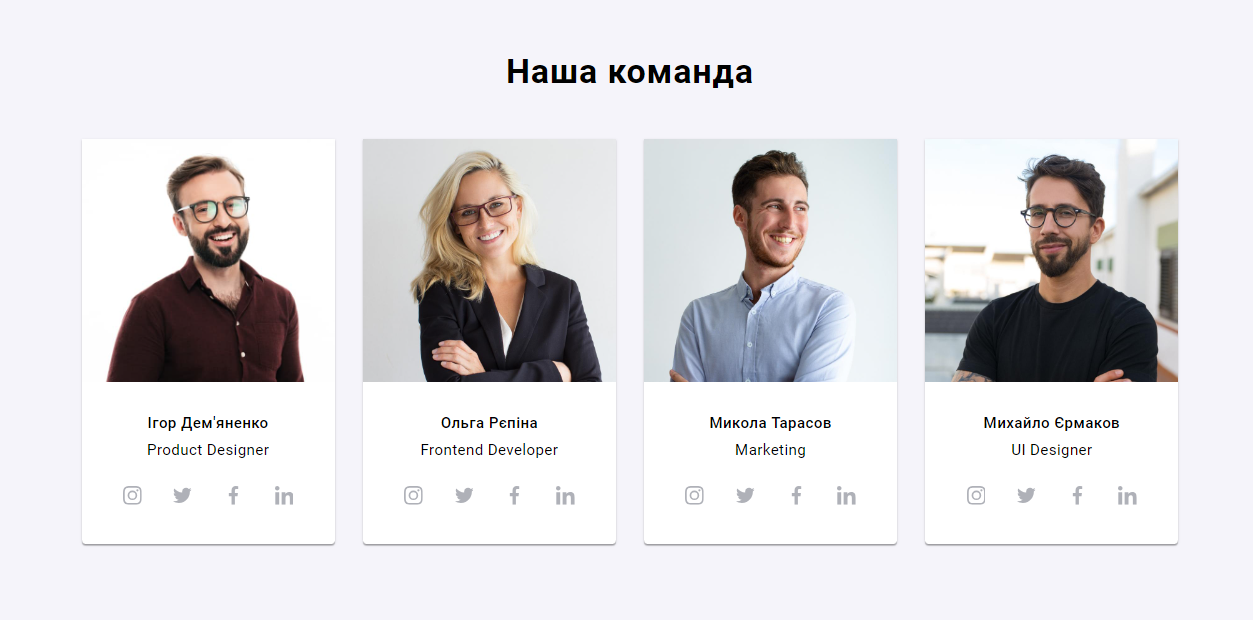 Наша команда
Ігор Дем'яненко
Product Designer
Ольга Рєпіна
Frontend Developer
Микола Тарасов
Marketing
Михайло Єрмаков
UI Designer